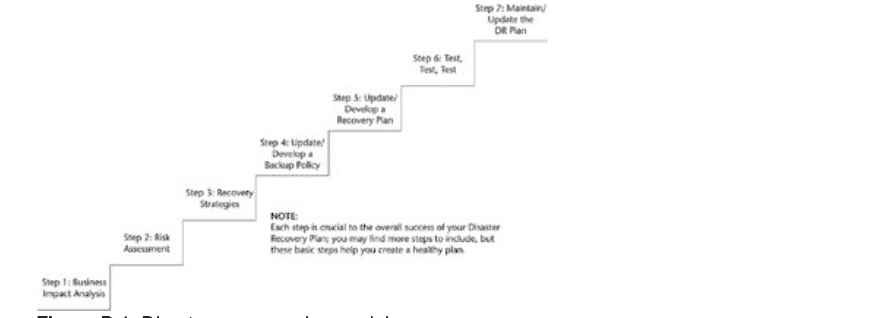 Step 7: Maintain/
Update the
DR Plan
Step 6: Test,
Test, Test
Step 5: Update/
Develop a
Recovery Plan
Step 4: Update/
Develop a
Backup Policy
Step 3: Recovery
Strategies
NOTE:
Each step is crucial to the overall success of your Disaster
Recovery Plan; you may find more steps to include, but
these basic steps help you create a healthy plan.
Step 2: Risk
Assessment
Step 1: Business
Impact Analysis